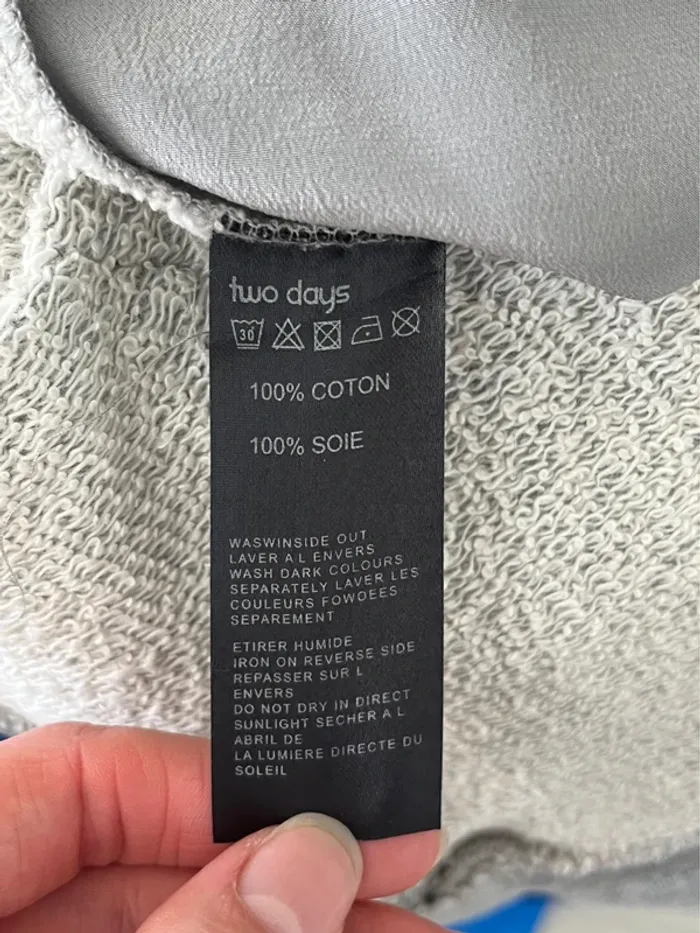 two days
30
100% COTON
100% SOIE
WASWINSIDE OUT
LAVER A L ENVERS
WASH DARK COLOURS
SEPARATELY LAVER LES
COULEURS FOWOEES
SEPAREMENT
ETIRER HUMIDE
IRON ON REVERSE SIDE
REPASSER SUR L
ENVERS
DO NOT DRY IN DIRECT
SUNLIGHT SECHER A L
ABRIL DE
LA LUMIERE DIRECTE DU
SOLEIL